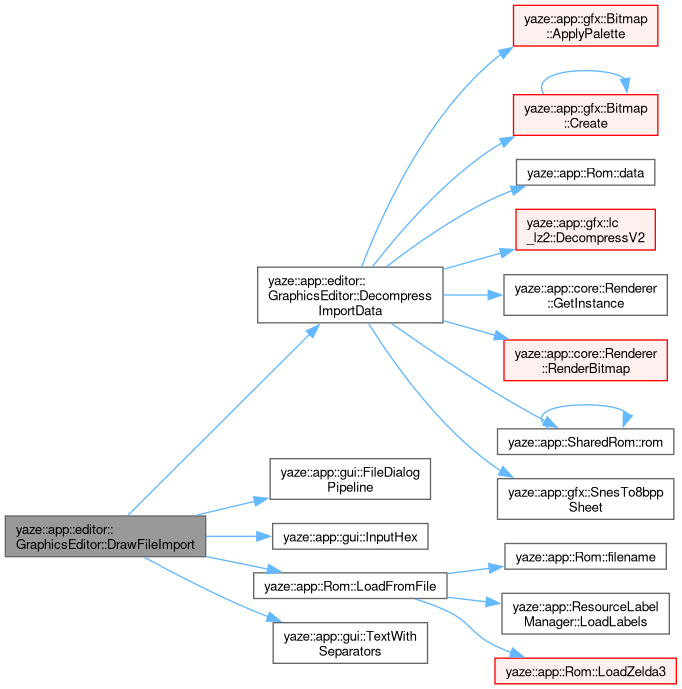 yaze::app::gfx::Bitmap
::ApplyPalette
yaze::app::gfx::Bitmap
::Create
yaze::app::Rom::data
yaze::app::gfx::lc
_lz2::DecompressV2
yaze::app::editor::
GraphicsEditor::Decompress
ImportData
yaze::app::core::Renderer
::GetInstance
yaze::app::core::Renderer
::RenderBitmap
yaze::app::SharedRom::rom
yaze::app::gfx::SnesTo8bpp
Sheet
yaze::app::gui::FileDialog
Pipeline
yaze::app::editor::
GraphicsEditor::DrawFileImport
yaze::app::gui::InputHex
yaze::app::Rom::filename
yaze::app::Rom::LoadFromFile
yaze::app::ResourceLabel
Manager::LoadLabels
yaze::app::gui::TextWith
Separators
yaze::app::Rom::LoadZelda3